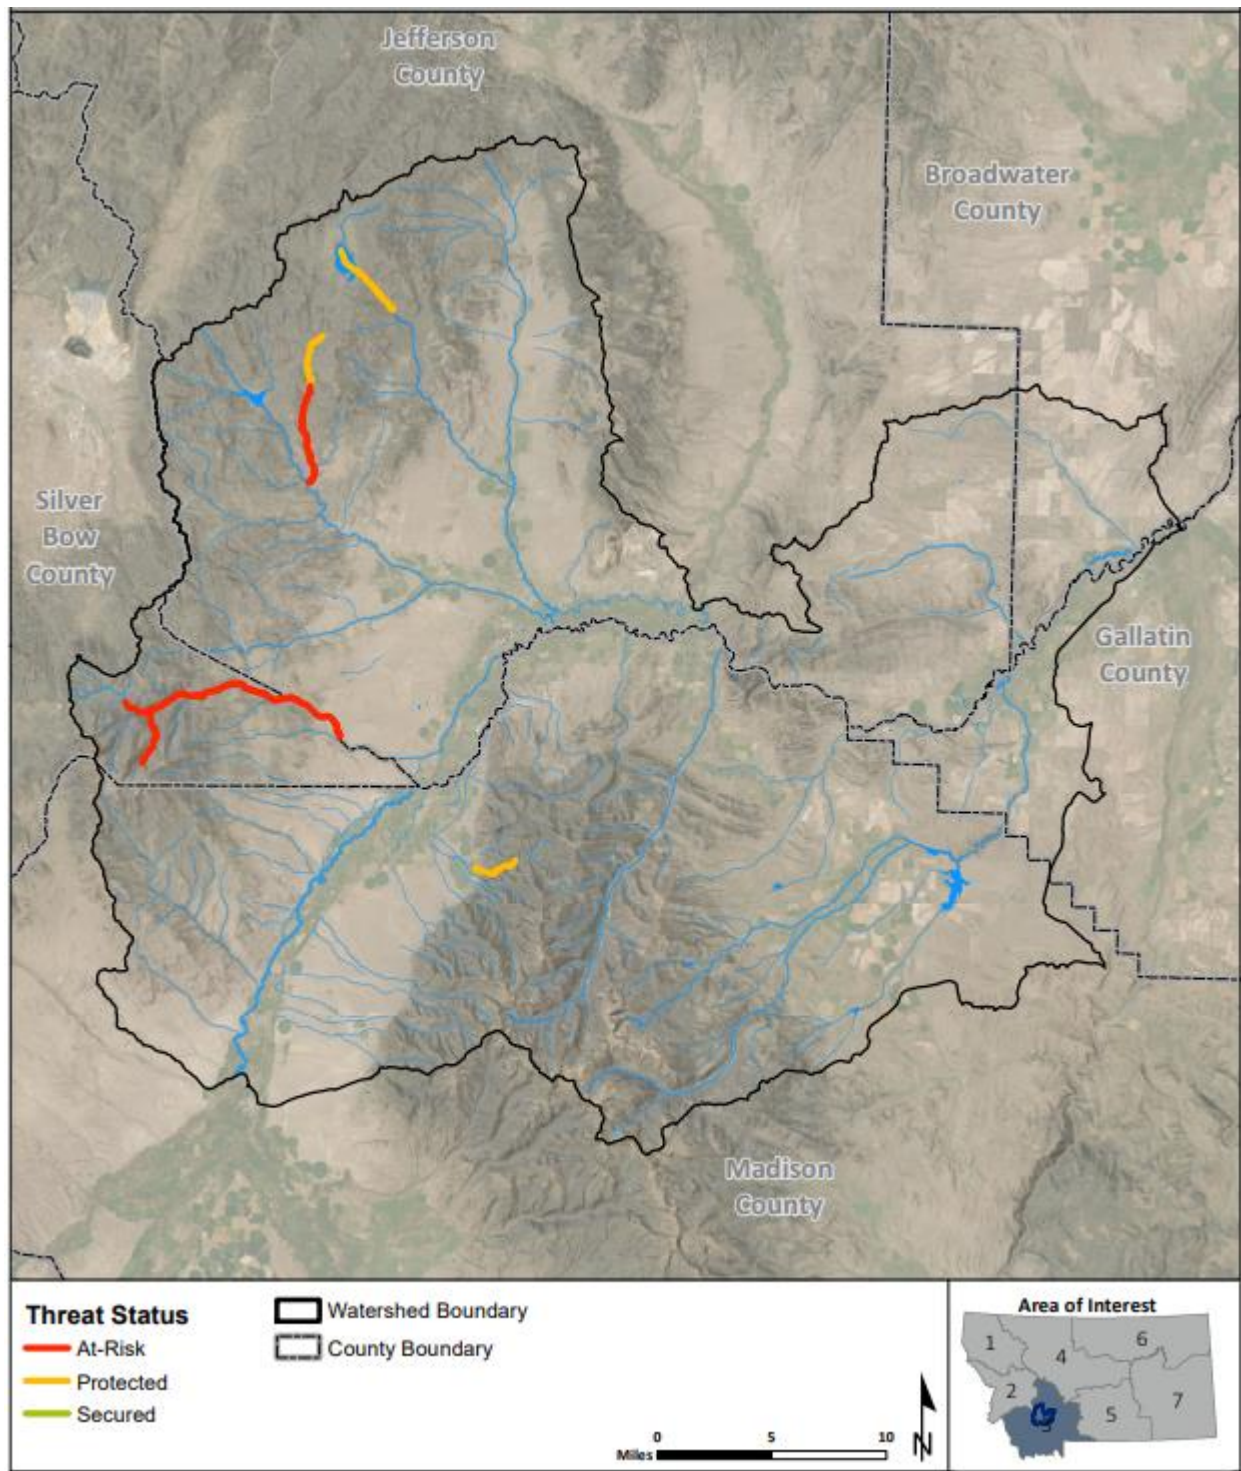 Jefferson
County
Broadwater
County
Silver
Bow
County
Gallatin
County
Madison
County
Threat Status
At-Risk
Protected
Secured
Watershed Boundary
County Boundary
0 5 10
Miles
N
Area of Interest
1
2
4
6
5
7
3